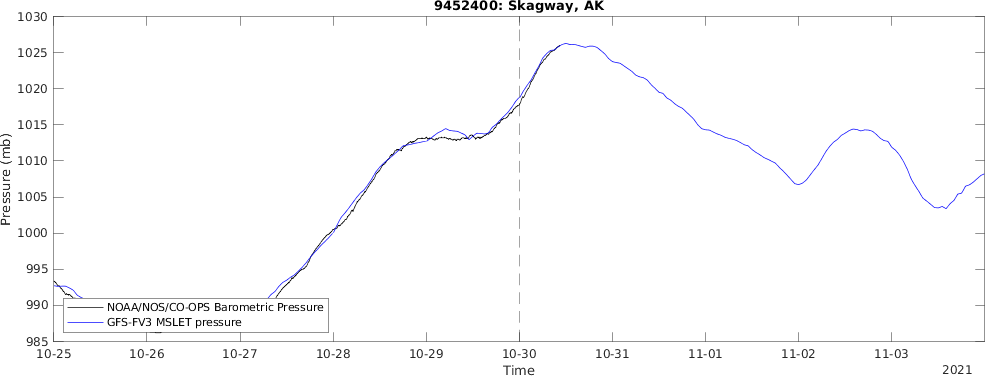 9452400: Skagway, AK
1030
1025
1020
1015
1010
1005
1000
995
990
985
Pressure (mb)
NOAA/NOS/CO-OPS Barometric Pressure
GFS-FV3 MSLET pressure
10-25 10-26 10-27 10-28 10-29 10-30 10-31 11-01 11-02 11-03
Time
2021